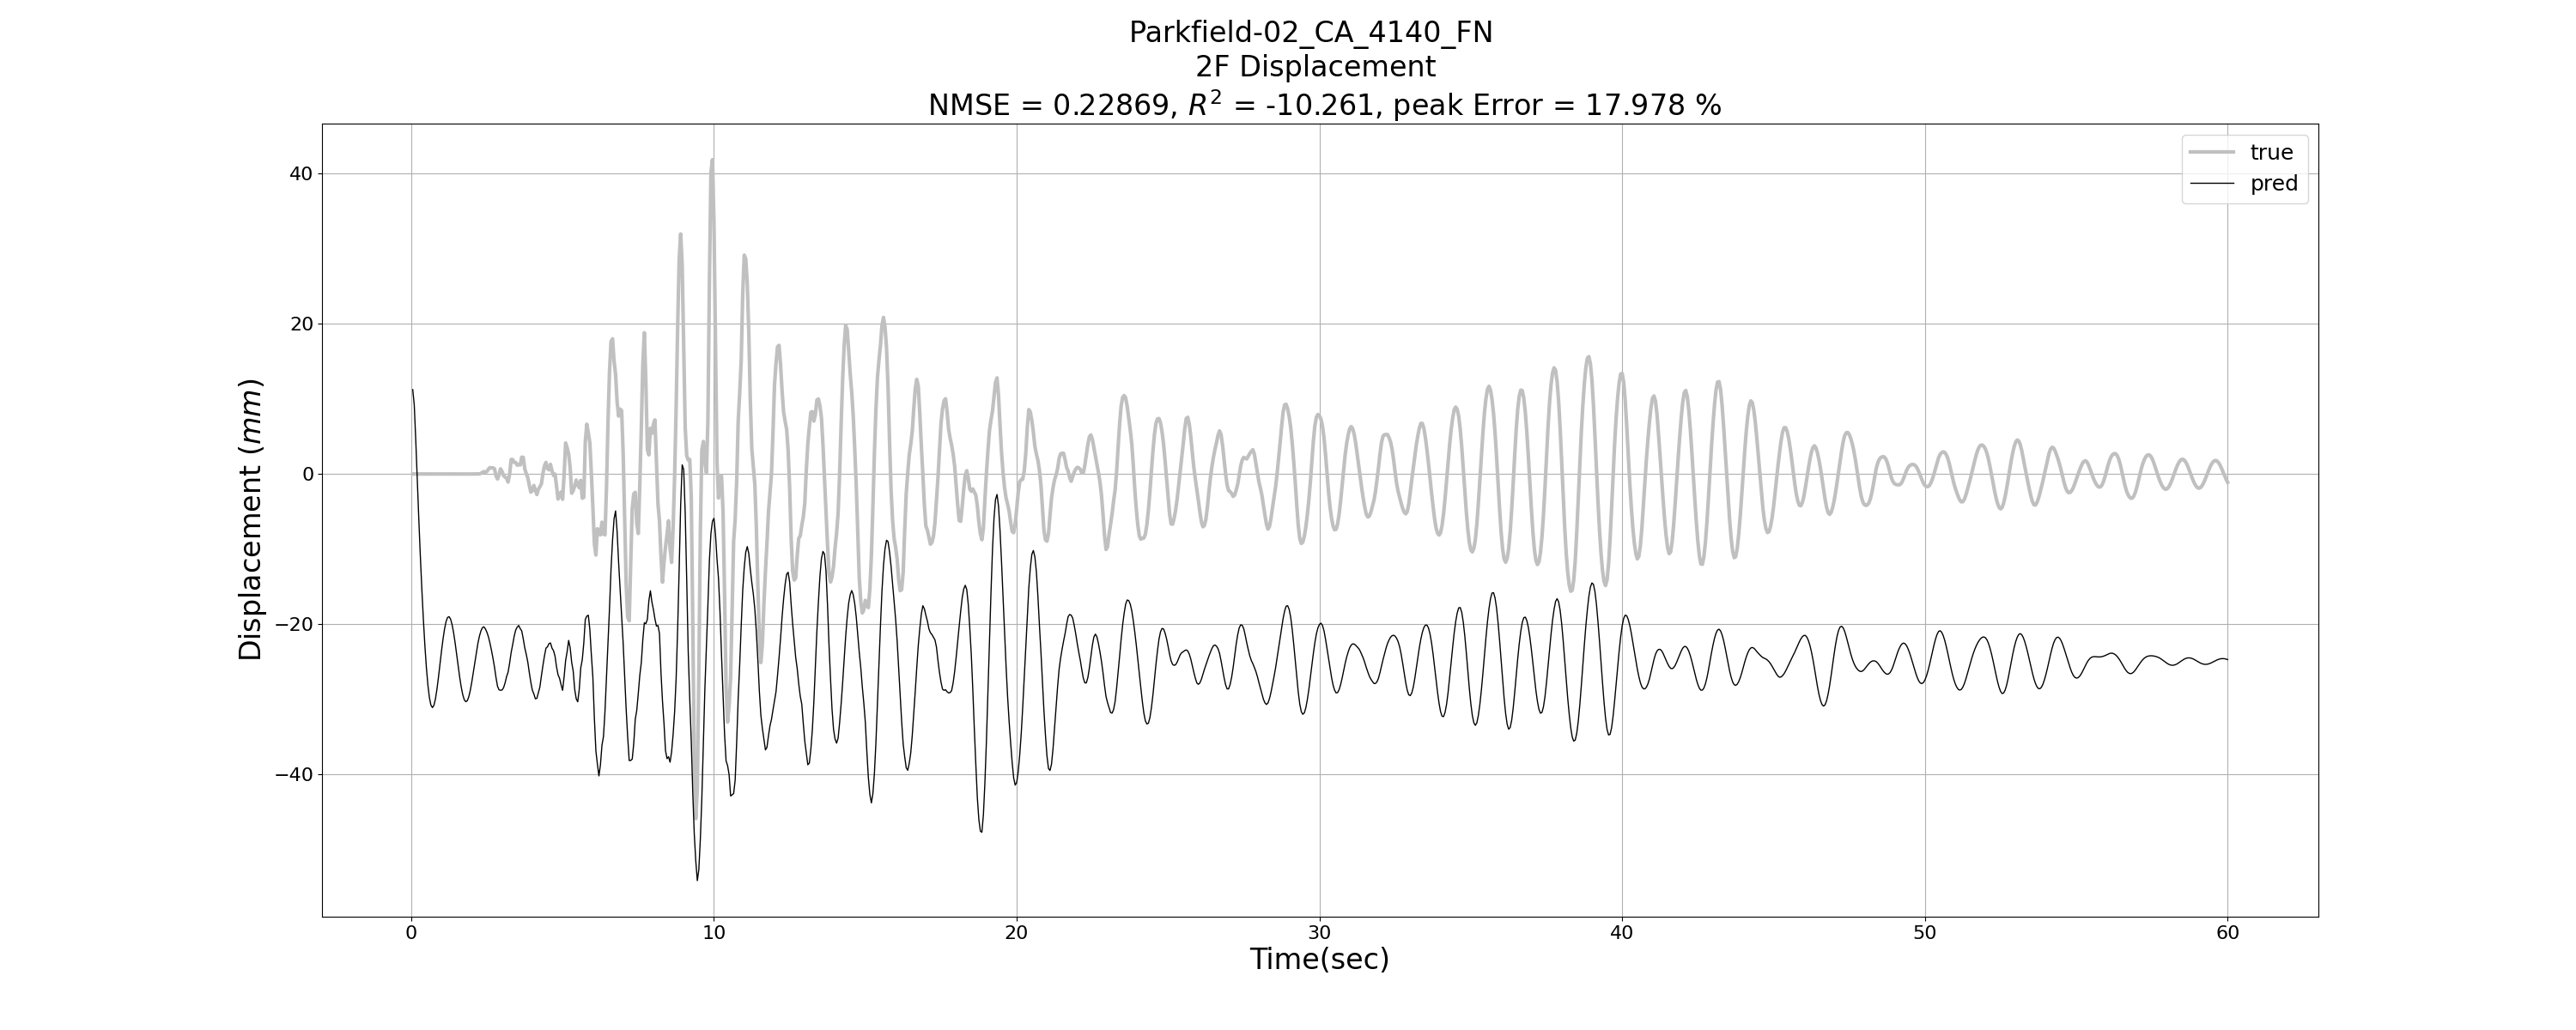 Parkfield-02_CA_4140_FN
2F Displacement
NMSE = 0.22869, R² = -10.261, peak Error = 17.978 %
true
pred
Displacement (mm)
40
20
0
−20
−40
0 10 20 30 40 50 60
Time(sec)